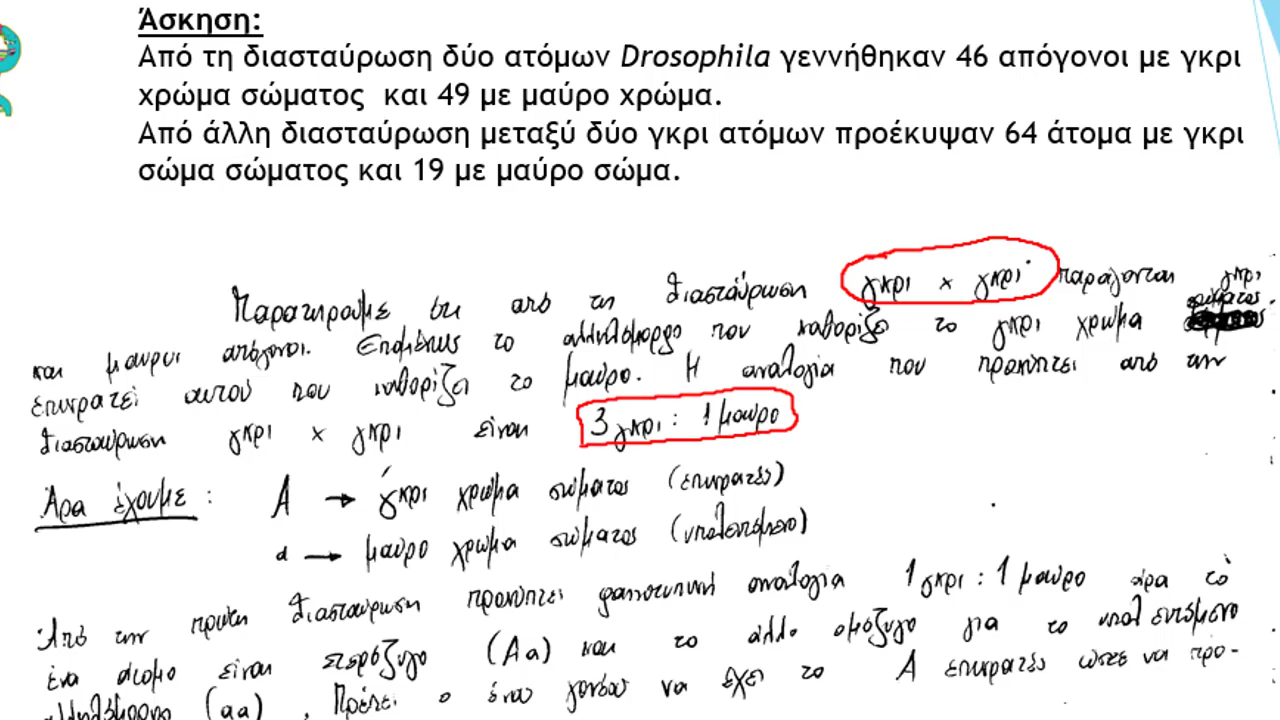 Άσκηση:
Από τη διασταύρωση δύο ατόμων Drosophila γεννήθηκαν 46 απόγονοι με γκρι
χρώμα σώματος και 49 με μαύρο χρώμα.
Από άλλη διασταύρωση μεταξύ δύο γκρι ατόμων προέκυψαν 64 άτομα με γκρι
σώμα σώματος και 19 με μαύρο σώμα.
Παρατηρούμε ότι από τη διασταύρωση γκρι x γκρι παράγονται γκρι
και μαύροι απόγονοι. Επομένως το αλληλόμορφο που καθορίζει το γκρι χρώμα σώματος
επικρατεί αυτού που καθορίζει το μαύρο. Η αναλογία που προκύπτει από την
διασταύρωση γκρι x γκρι είναι 3 γκρι : 1 μαύρο
Άρα έχουμε : A → γκρι χρώμα σώματος (επικρατές)
a → μαύρο χρώμα σώματος (υπολειπόμενο)
Από την πρώτη διασταύρωση προκύπτει φαινοτυπική αναλογία 1 γκρι : 1 μαύρο άρα το
ένα άτομο είναι ετερόζυγο (Aa) και το άλλο ομόζυγο για το υπολειπόμενο
αλληλόμορφο (aa). Πρέπει ο ένας γονέας να έχει το A επικρατές ώστε να προ-